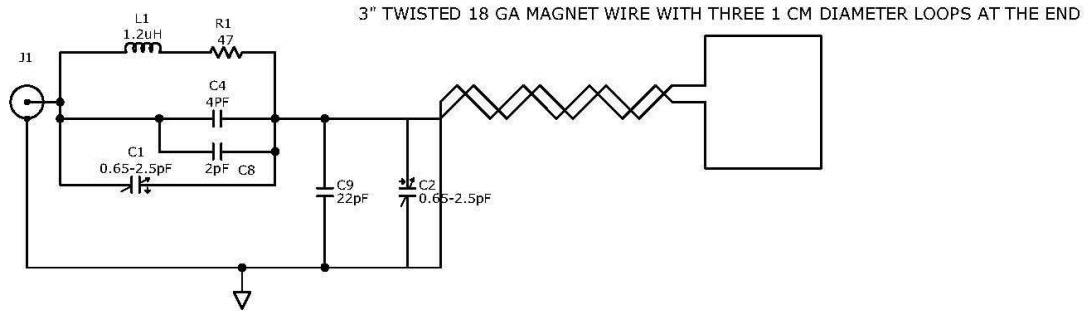 3" TWISTED 18 GA MAGNET WIRE WITH THREE 1 CM DIAMETER LOOPS AT THE END
L1
1.2uH
R1
47
J1
C4
4PF
C1
0.65-2.5pF
2pF
C8
C9
22pF
C2
0.65-2.5pF